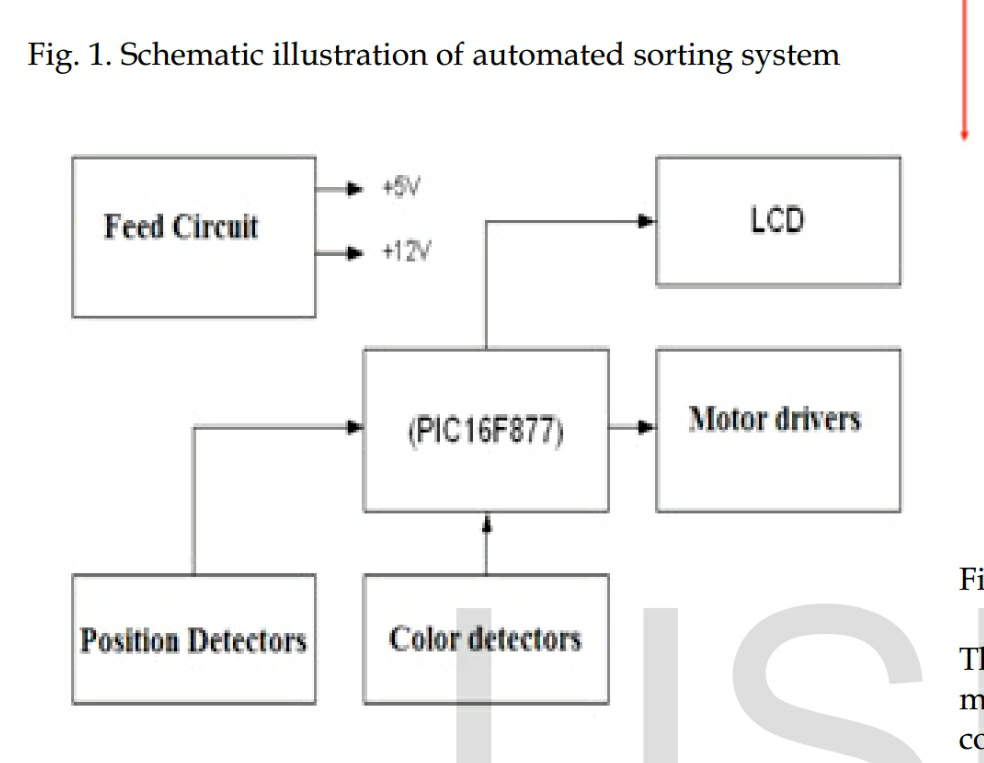 Fig. 1. Schematic illustration of automated sorting system
+5V
Feed Circuit
LCD
+12V
(PIC16F877)
Motor drivers
Position Detectors
Color detectors